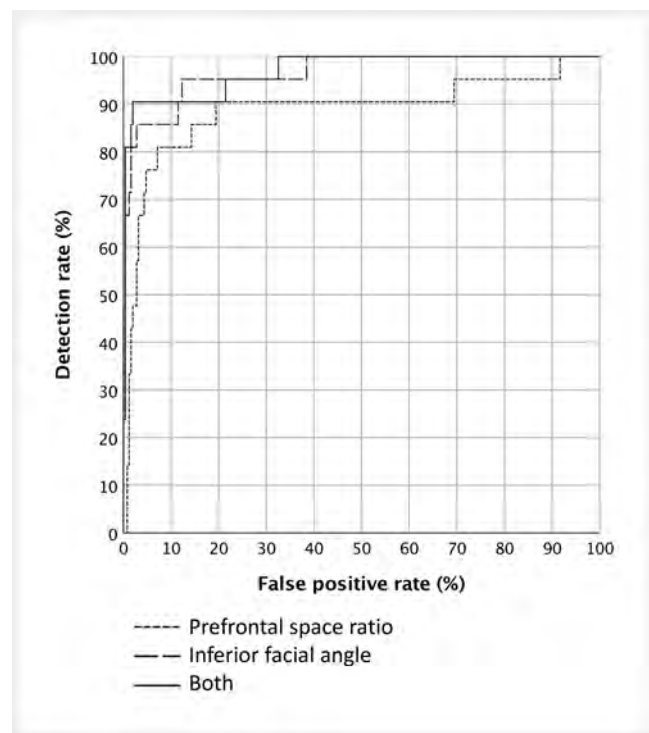 100
90
80
70
60
50
40
30
20
10
0
Detection rate (%)
0 10 20 30 40 50 60 70 80 90 100
False positive rate (%)
Prefrontal space ratio
Inferior facial angle
Both